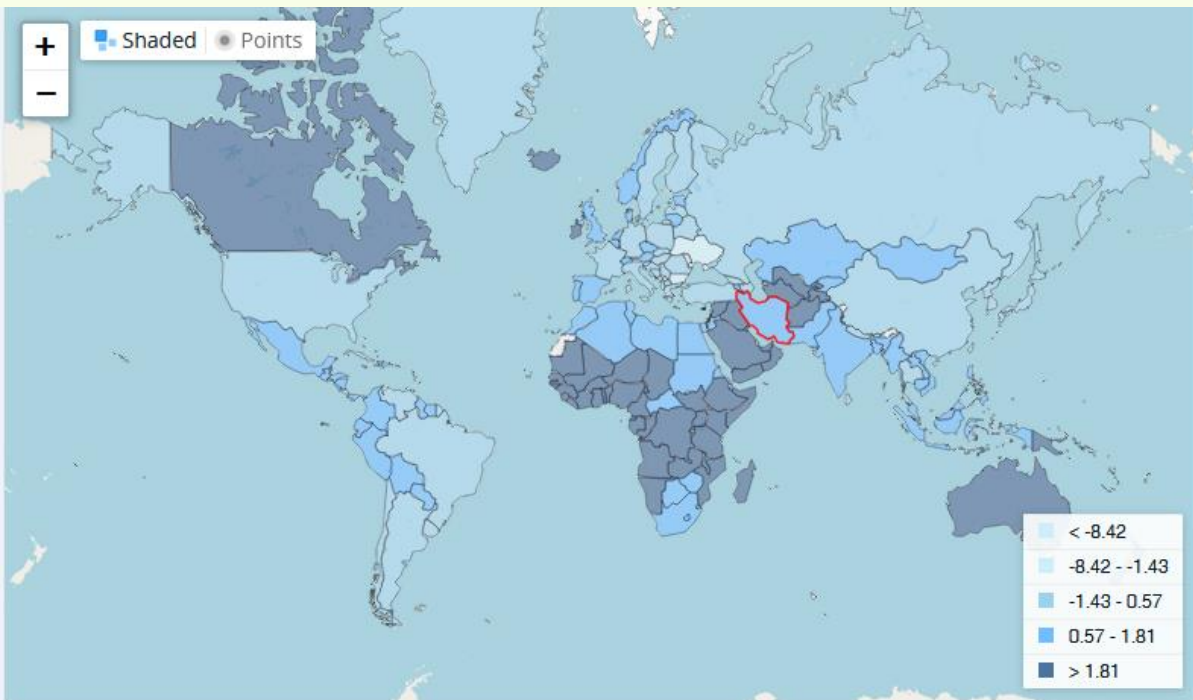 +
Shaded Points
−
< -8.42
-8.42 - -1.43
-1.43 - 0.57
0.57 - 1.81
> 1.81